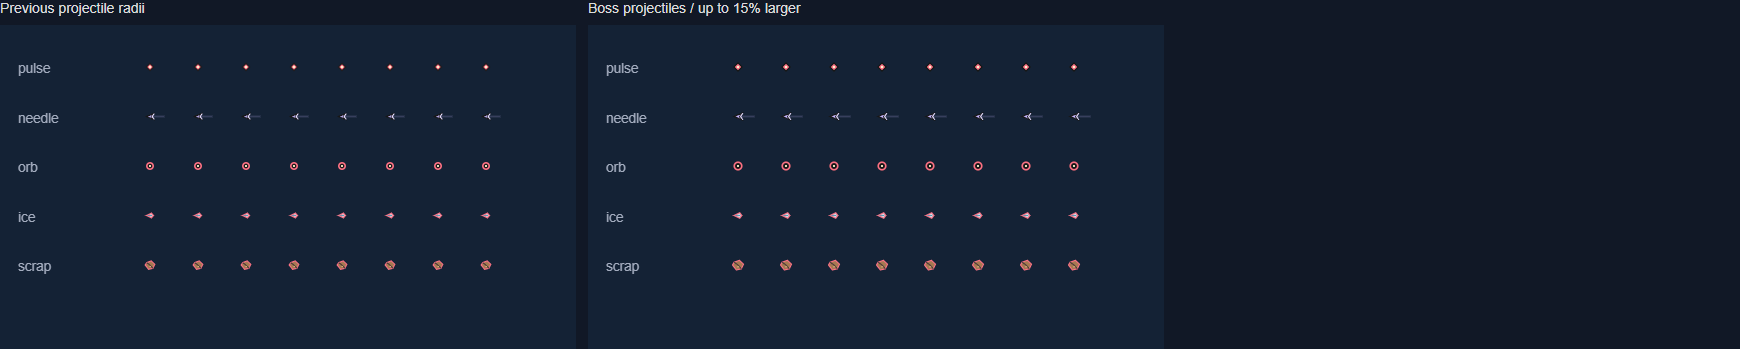 Previous projectile radii
pulse
needle
orb
ice
scrap
Boss projectiles / up to 15% larger
pulse
needle
orb
ice
scrap